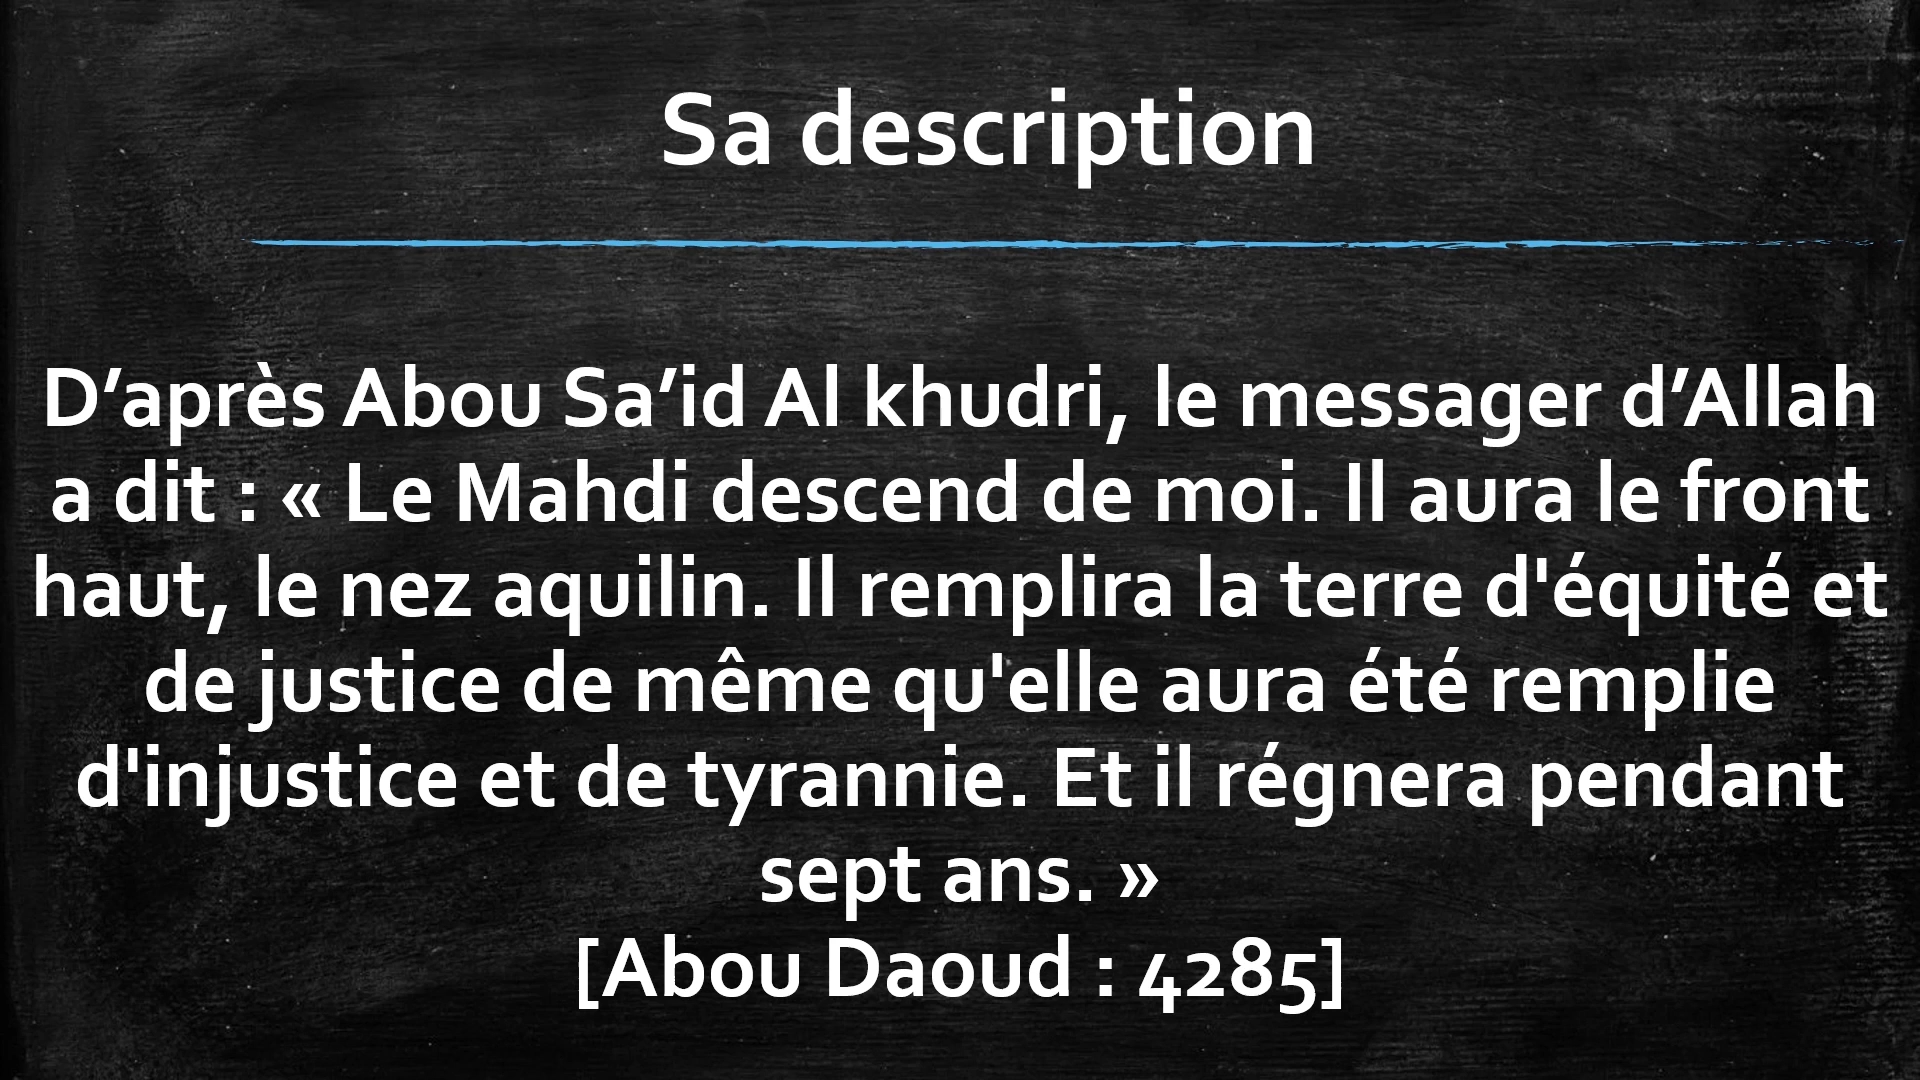 Sa description
D’après Abou Sa’id Al khudri, le messager d’Allah
a dit : « Le Mahdi descend de moi. Il aura le front
haut, le nez aquilin. Il remplira la terre d'équité et
de justice de même qu'elle aura été remplie
d'injustice et de tyrannie. Et il régnera pendant
sept ans. »
[Abou Daoud : 4285]